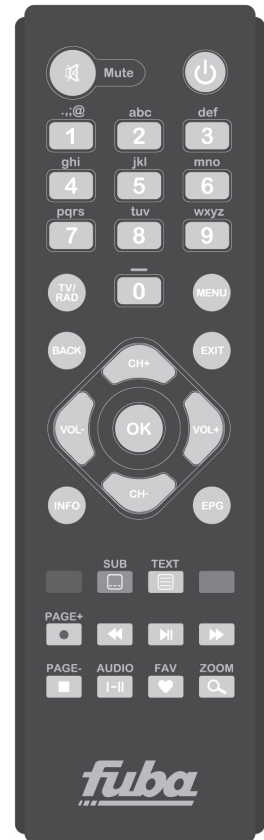 Mute
.,;@ abc def
1 2 3
ghi jkl mno
4 5 6
pqrs tuv wxyz
7 8 9
TV/
RAD 0 MENU
BACK CH+ EXIT
VOL- OK VOL+
CH-
INFO EPG
SUB TEXT
PAGE+
PAGE- AUDIO FAV ZOOM
I-II
fuba